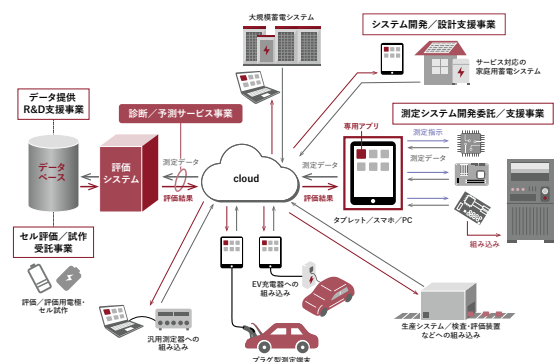 大規模蓄電システム
システム開発／設計支援事業
サービス対応の
家庭用蓄電システム
データ提供
R&D支援事業
診断／予測サービス事業
測定システム開発委託／支援事業
データ
ベース
評価
システム
測定データ
評価結果
cloud
測定データ
評価結果
専用アプリ
タブレット／スマホ／PC
測定指示
測定データ
組み込み
セル評価／試作
受託事業
評価／評価用電極・
セル試作
汎用測定器への
組み込み
EV充電器への
組み込み
プラグ型測定端末
生産システム／検査・評価装置
などへの組み込み